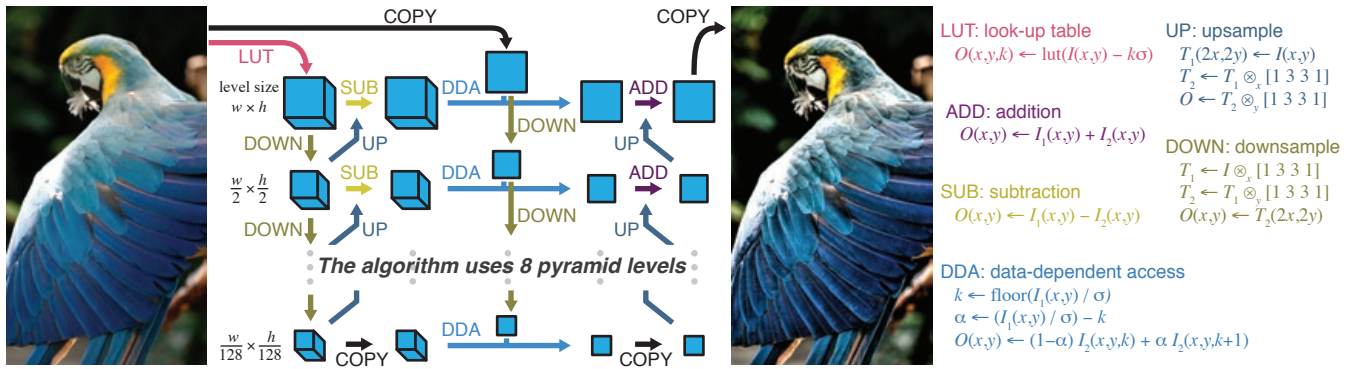 COPY
COPY
LUT
level size
w × h
SUB
DDA
ADD
DOWN
UP
DOWN
UP
w/2 × h/2
SUB
DDA
ADD
DOWN
UP
DOWN
UP
The algorithm uses 8 pyramid levels
w/128 × h/128
COPY
DDA
COPY
LUT: look-up table
O(x,y,k) ← lut(I(x,y) − kσ)
ADD: addition
O(x,y) ← I₁(x,y) + I₂(x,y)
SUB: subtraction
O(x,y) ← I₁(x,y) − I₂(x,y)
UP: upsample
T₁(2x,2y) ← I(x,y)
T₂ ← T₁ ⊗ₓ [1 3 3 1]
O ← T₂ ⊗y [1 3 3 1]
DOWN: downsample
T₁ ← I ⊗ₓ [1 3 3 1]
T₂ ← T₁ ⊗y [1 3 3 1]
O(x,y) ← T₂(2x,2y)
DDA: data-dependent access
k ← floor(I₁(x,y) / σ)
α ← (I₁(x,y) / σ) − k
O(x,y) ← (1−α) I₂(x,y,k) + α I₂(x,y,k+1)